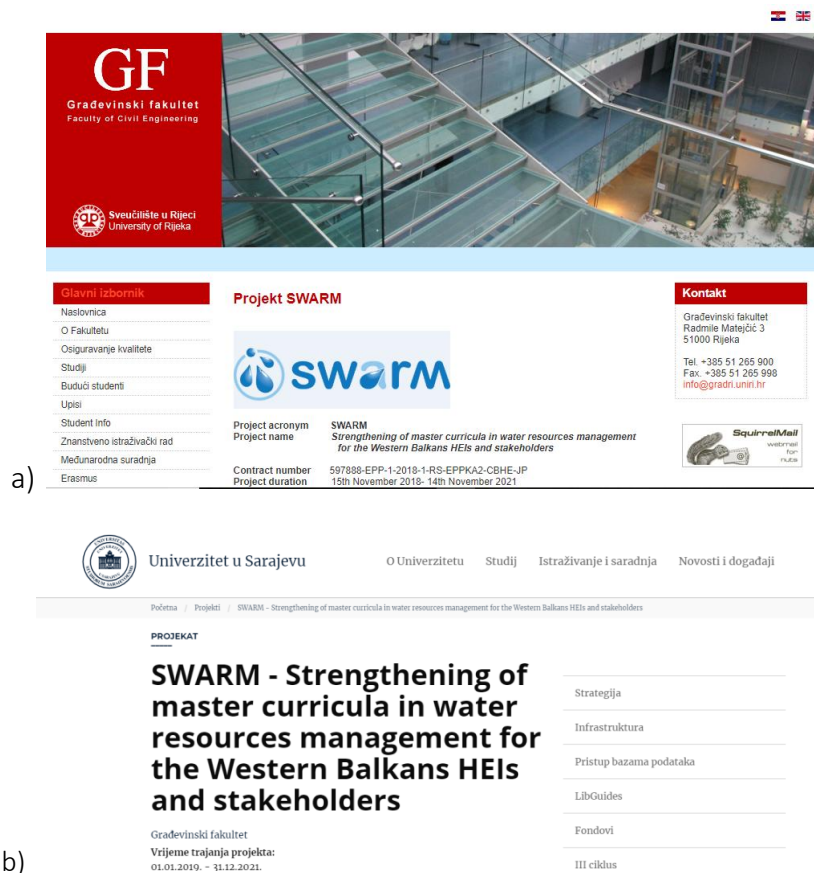 GF
Građevinski fakultet
Faculty of Civil Engineering
Sveučilište u Rijeci
University of Rijeka
Glavni izbornik
Naslovnica
O Fakultetu
Osiguravanje kvalitete
Studiji
Budući studenti
Upisi
Student Info
Znanstveno istraživački rad
Međunarodna suradnja
Erasmus
Projekt SWARM
swarm
Project acronym SWARM
Project name Strengthening of master curricula in water resources management
for the Western Balkans HEIs and stakeholders
Contract number 597888-EPP-1-2018-1-RS-EPPKA2-CBHE-JP
Project duration 15th November 2018- 14th November 2021
Kontakt
Građevinski fakultet
Radmile Matejčić 3
51000 Rijeka
Tel. +385 51 265 900
Fax. +385 51 265 998
info@gradri.uniri.hr
SquirrelMail
webmail
for
nuts
a)
Univerzitet u Sarajevu
O Univerzitetu Studij Istraživanje i saradnja Novosti i događaji
Početna / Projekti / SWARM - Strengthening of master curricula in water resources management for the Western Balkans HEIs and stakeholders
PROJEKAT
SWARM - Strengthening of
master curricula in water
resources management for
the Western Balkans HEIs
and stakeholders
Građevinski fakultet
Vrijeme trajanja projekta:
01.01.2019. - 31.12.2021.
Strategija
Infrastruktura
Pristup bazama podataka
LibGuides
Fondovi
III ciklus
b)